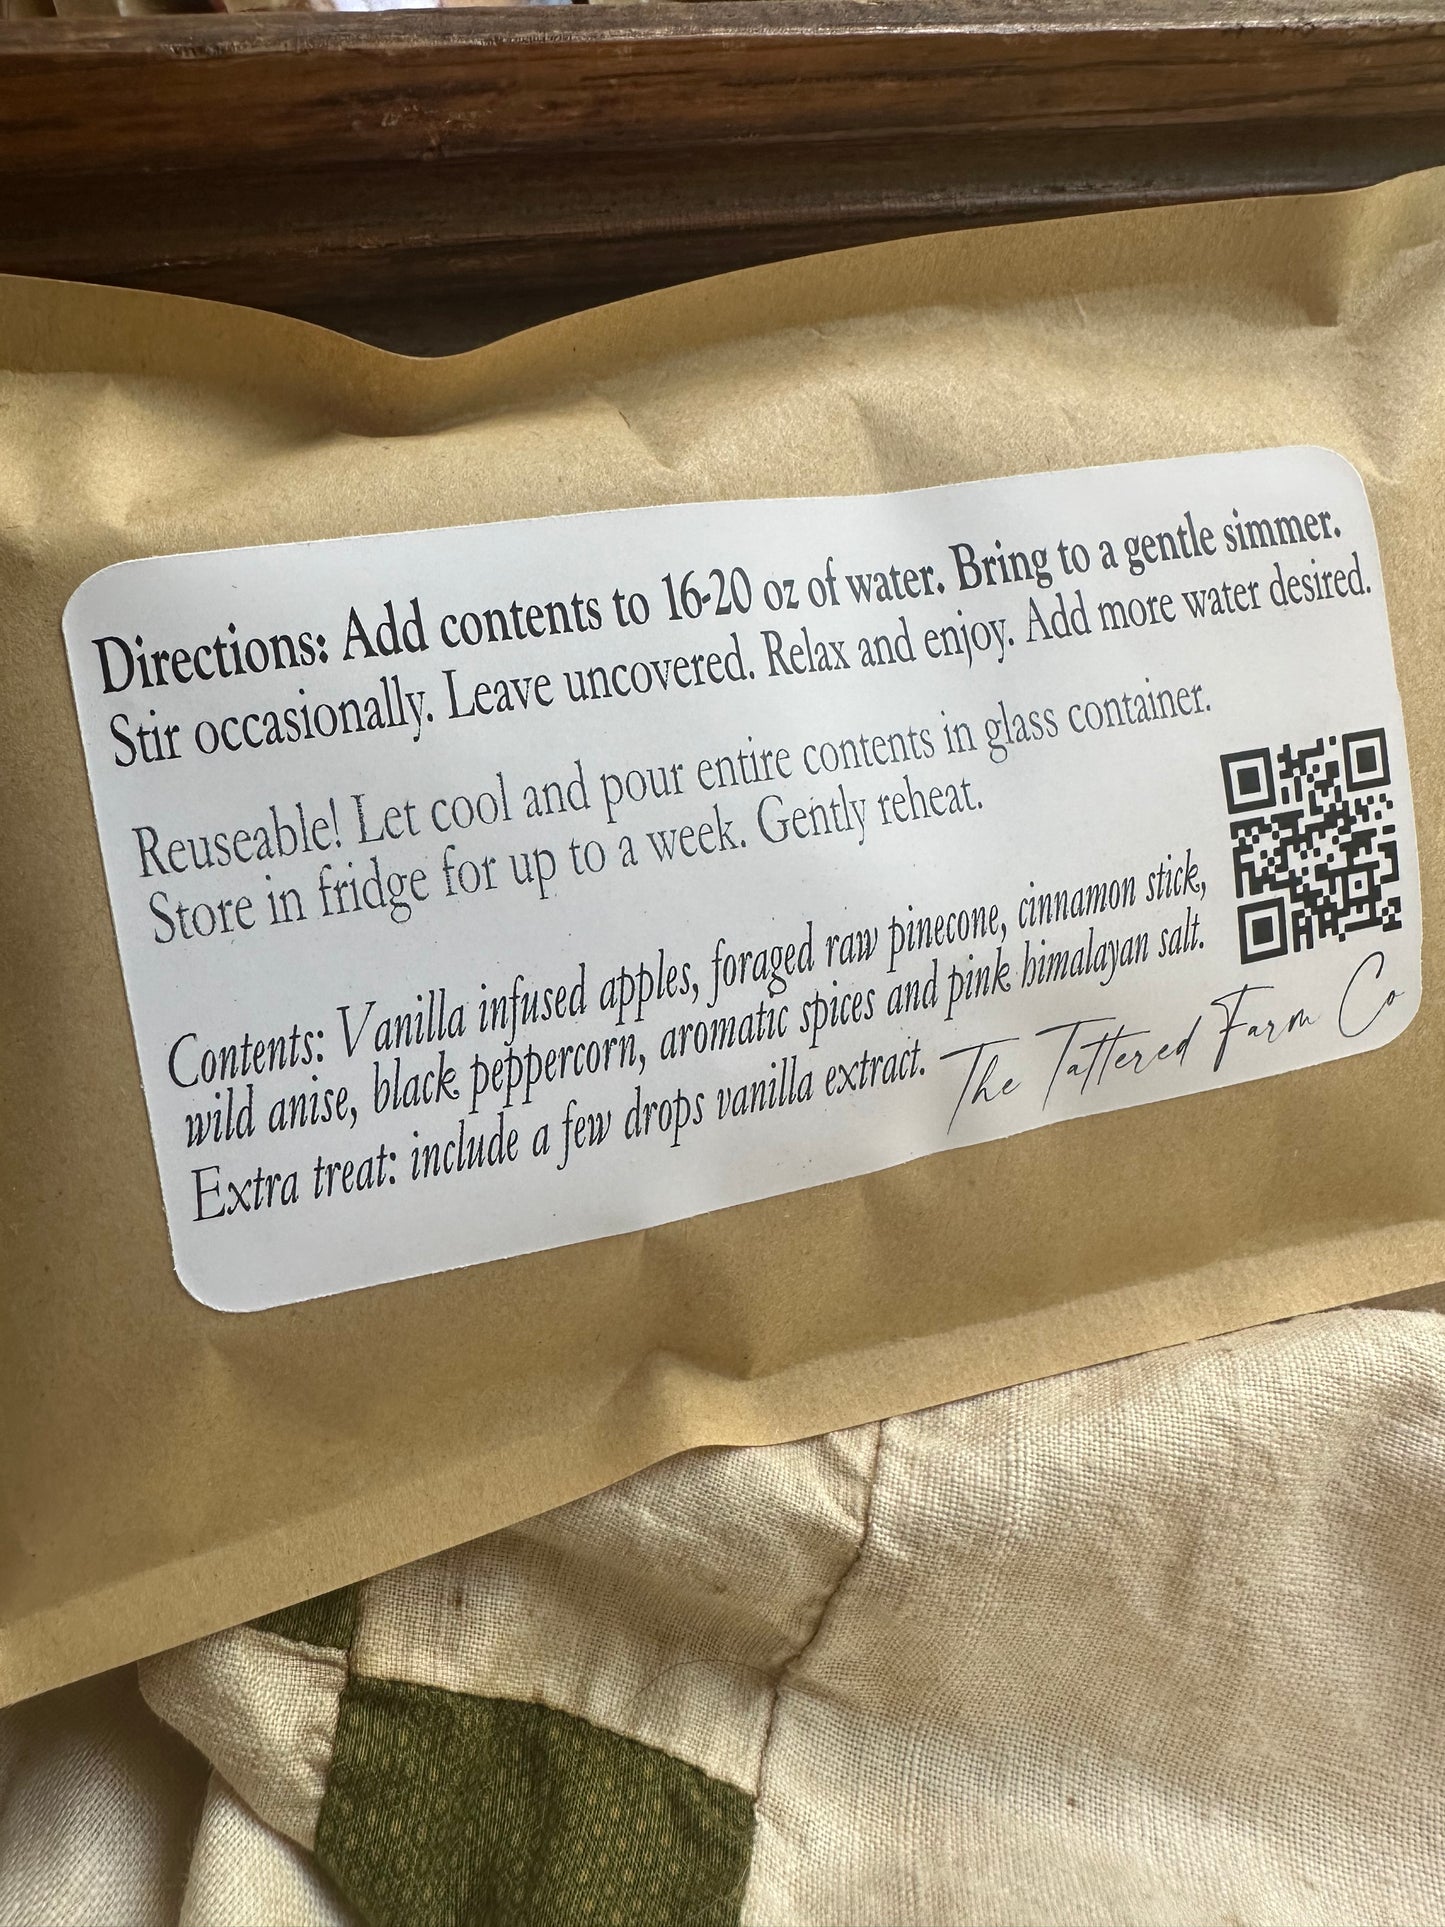 Directions: Add contents to 16-20 oz of water. Bring to a gentle simmer.
Stir occasionally. Leave uncovered. Relax and enjoy. Add more water desired.
Reuseable! Let cool and pour entire contents in glass container.
Store in fridge for up to a week. Gently reheat.
Contents: Vanilla infused apples, foraged raw pinecone, cinnamon stick,
wild anise, black peppercorn, aromatic spices and pink himalayan salt.
Extra treat: include a few drops vanilla extract.
The Tattered Farm Co